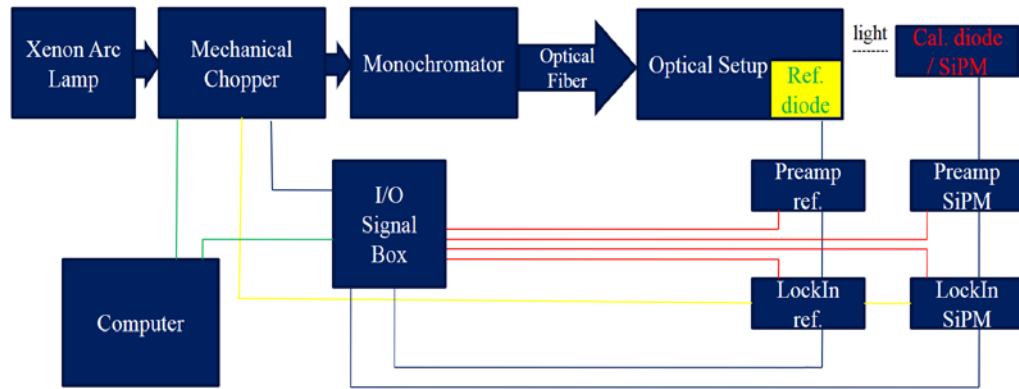 Xenon Arc
Lamp
Mechanical
Chopper
Monochromator
Optical
Fiber
Optical Setup
Ref.
diode
light
Cal. diode
/ SiPM
I/O
Signal
Box
Preamp
ref.
Preamp
SiPM
Computer
LockIn
ref.
LockIn
SiPM